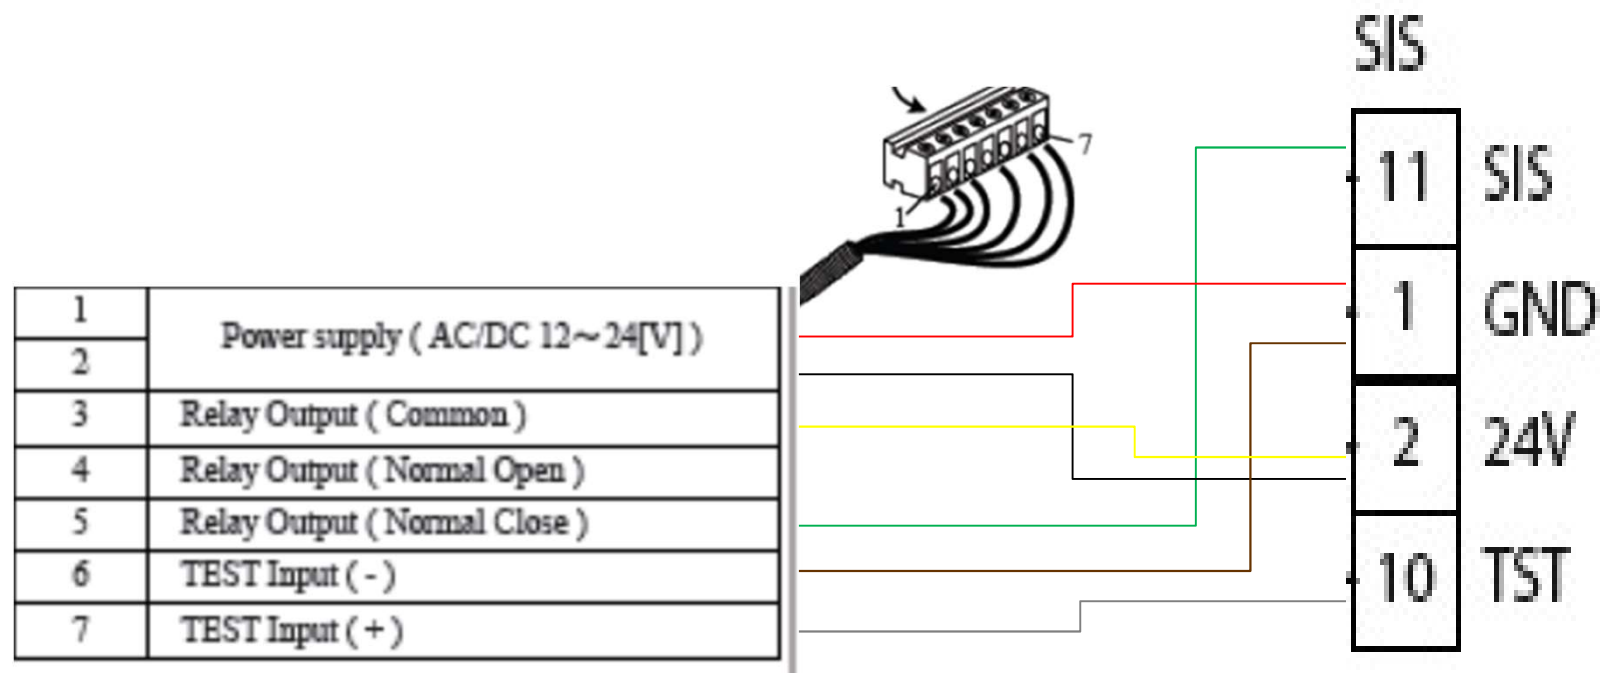 SIS
7
1
11 SIS
1 GND
2 24V
10 TST
1
2
Power supply ( AC/DC 12～24[V] )
3 Relay Output ( Common )
4 Relay Output ( Normal Open )
5 Relay Output ( Normal Close )
6 TEST Input ( - )
7 TEST Input ( + )